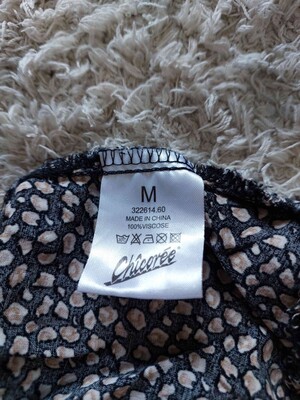 M
322614.60
MADE IN CHINA
100%VISCOSE
Chicorée